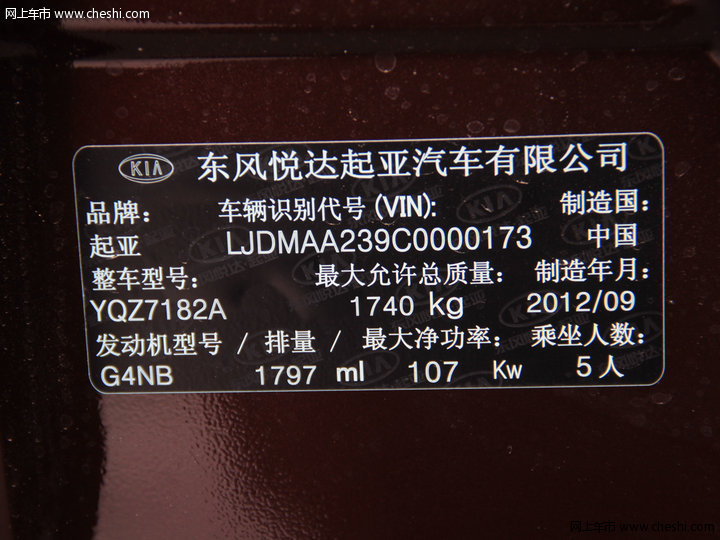 网上车市 www.cheshi.com
KIA 东风悦达起亚汽车有限公司
品牌： 车辆识别代号(VIN): 制造国：
起亚 LJDMAA239C0000173 中国
整车型号： 最大允许总质量： 制造年月：
YQZ7182A 1740 kg 2012/09
发动机型号 / 排量 / 最大净功率： 乘坐人数：
G4NB 1797 ml 107 Kw 5人
网上车市 www.cheshi.com